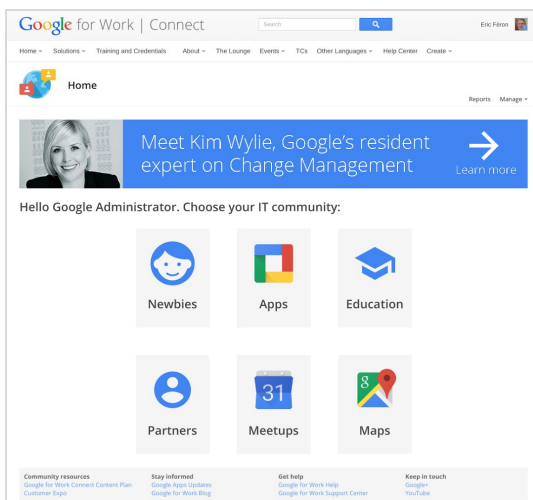 Google for Work | Connect
Search
Eric Féron
Home
Solutions
Training and Credentials
About
The Lounge
Events
TCs
Other Languages
Help Center
Create
Home
Reports
Manage
Meet Kim Wylie, Google's resident
expert on Change Management
Learn more
Hello Google Administrator. Choose your IT community:
Newbies
Apps
Education
Partners
31
Meetups
8
Maps
Community resources
Google for Work Connect Content Plan
Customer Expo
Stay informed
Google Apps Updates
Google for Work Blog
Get help
Google for Work Help
Google for Work Support Center
Keep in touch
Google+
YouTube